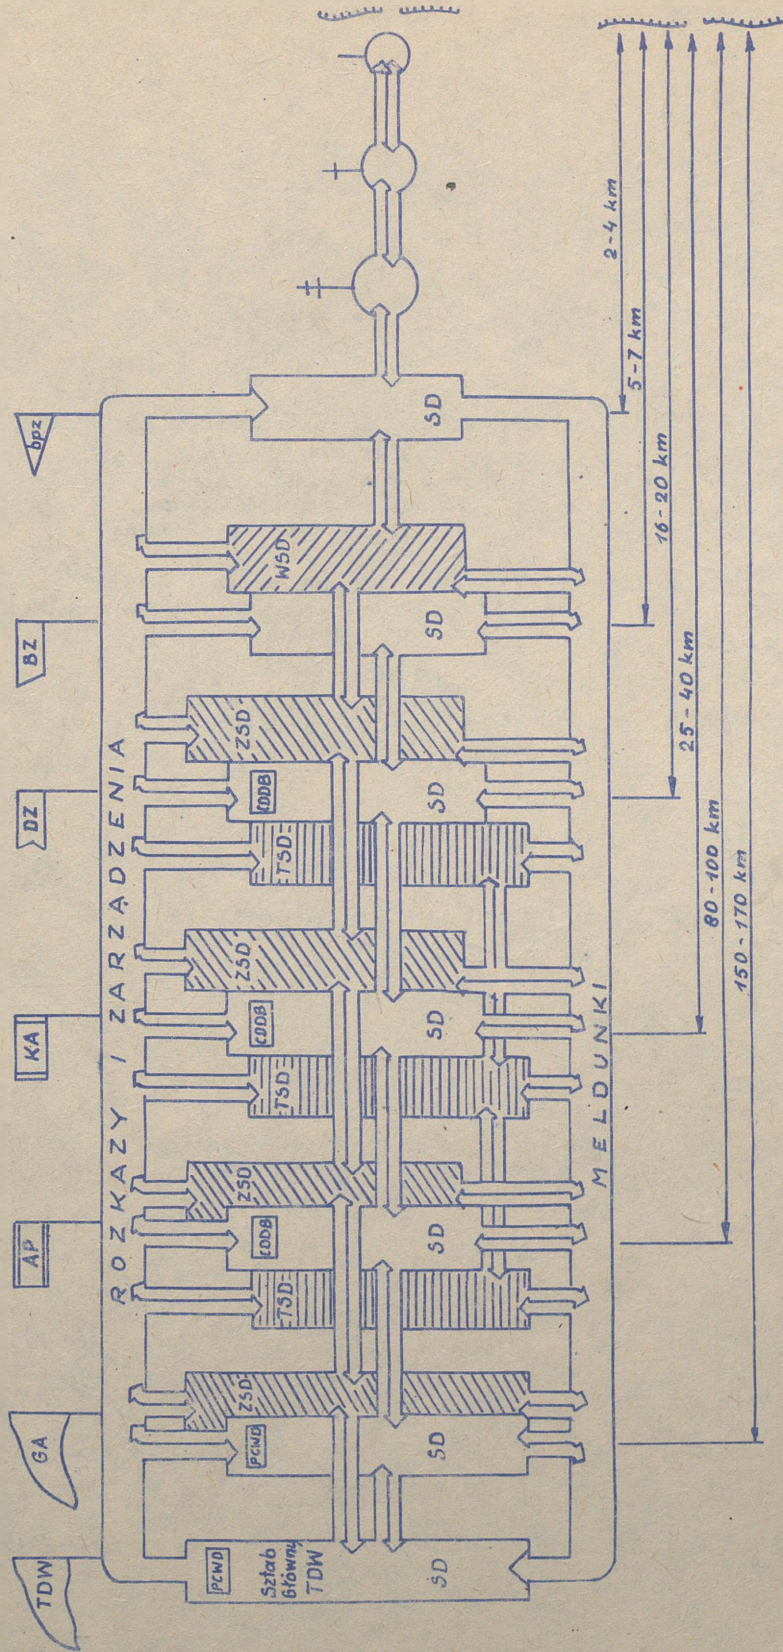 TDW
GA
AP
KA
DZ
BZ
bpz
ROZKAZY I ZARZĄDZENIA
PCWD
Sztab
Główny
TDW
SD
PCWD
SD
ZSD
TSD
CDDB
SD
ZSD
TSD
CDDB
SD
ZSD
TSD
CDDB
SD
ZSD
SD
WSD
SD
MELDUNKI
2-4 km
5-7 km
16-20 km
25-40 km
80-100 km
150-170 km